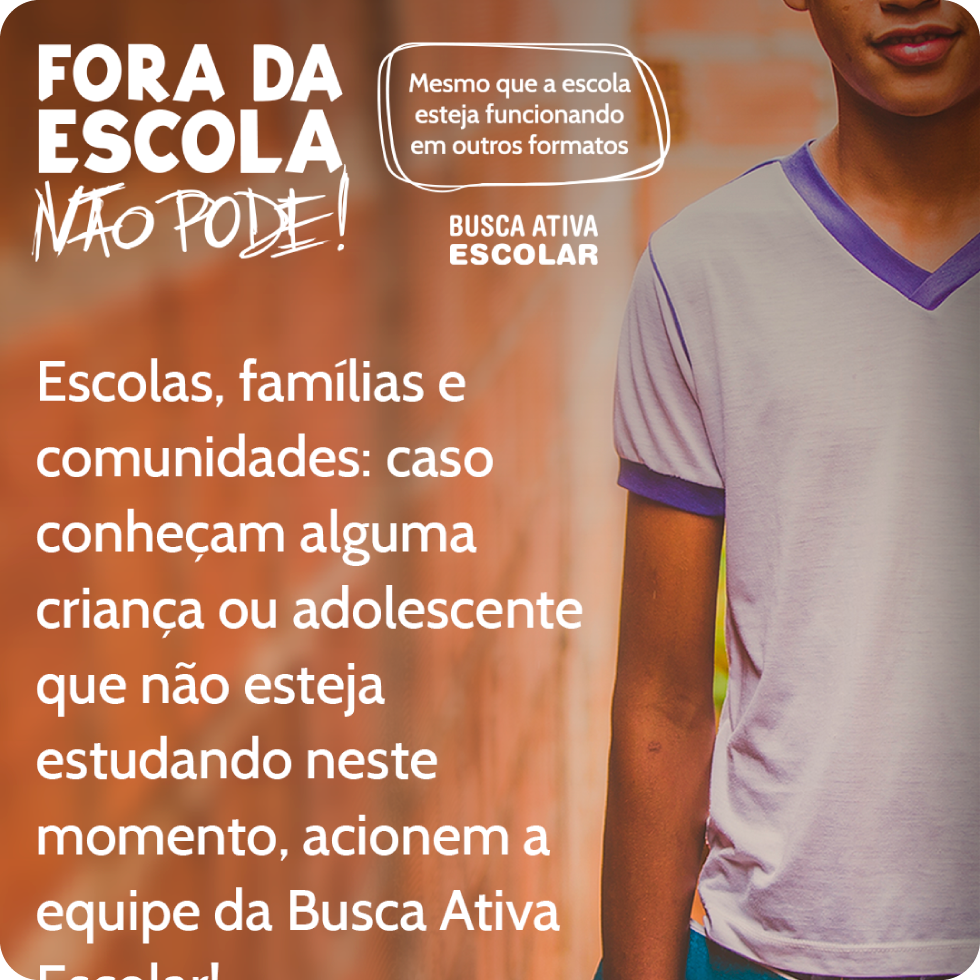 FORA DA
ESCOLA
NÃO PODE!
Mesmo que a escola
esteja funcionando
em outros formatos
BUSCA ATIVA
ESCOLAR
Escolas, famílias e
comunidades: caso
conheçam alguma
criança ou adolescente
que não esteja
estudando neste
momento, acionem a
equipe da Busca Ativa
Escolar!